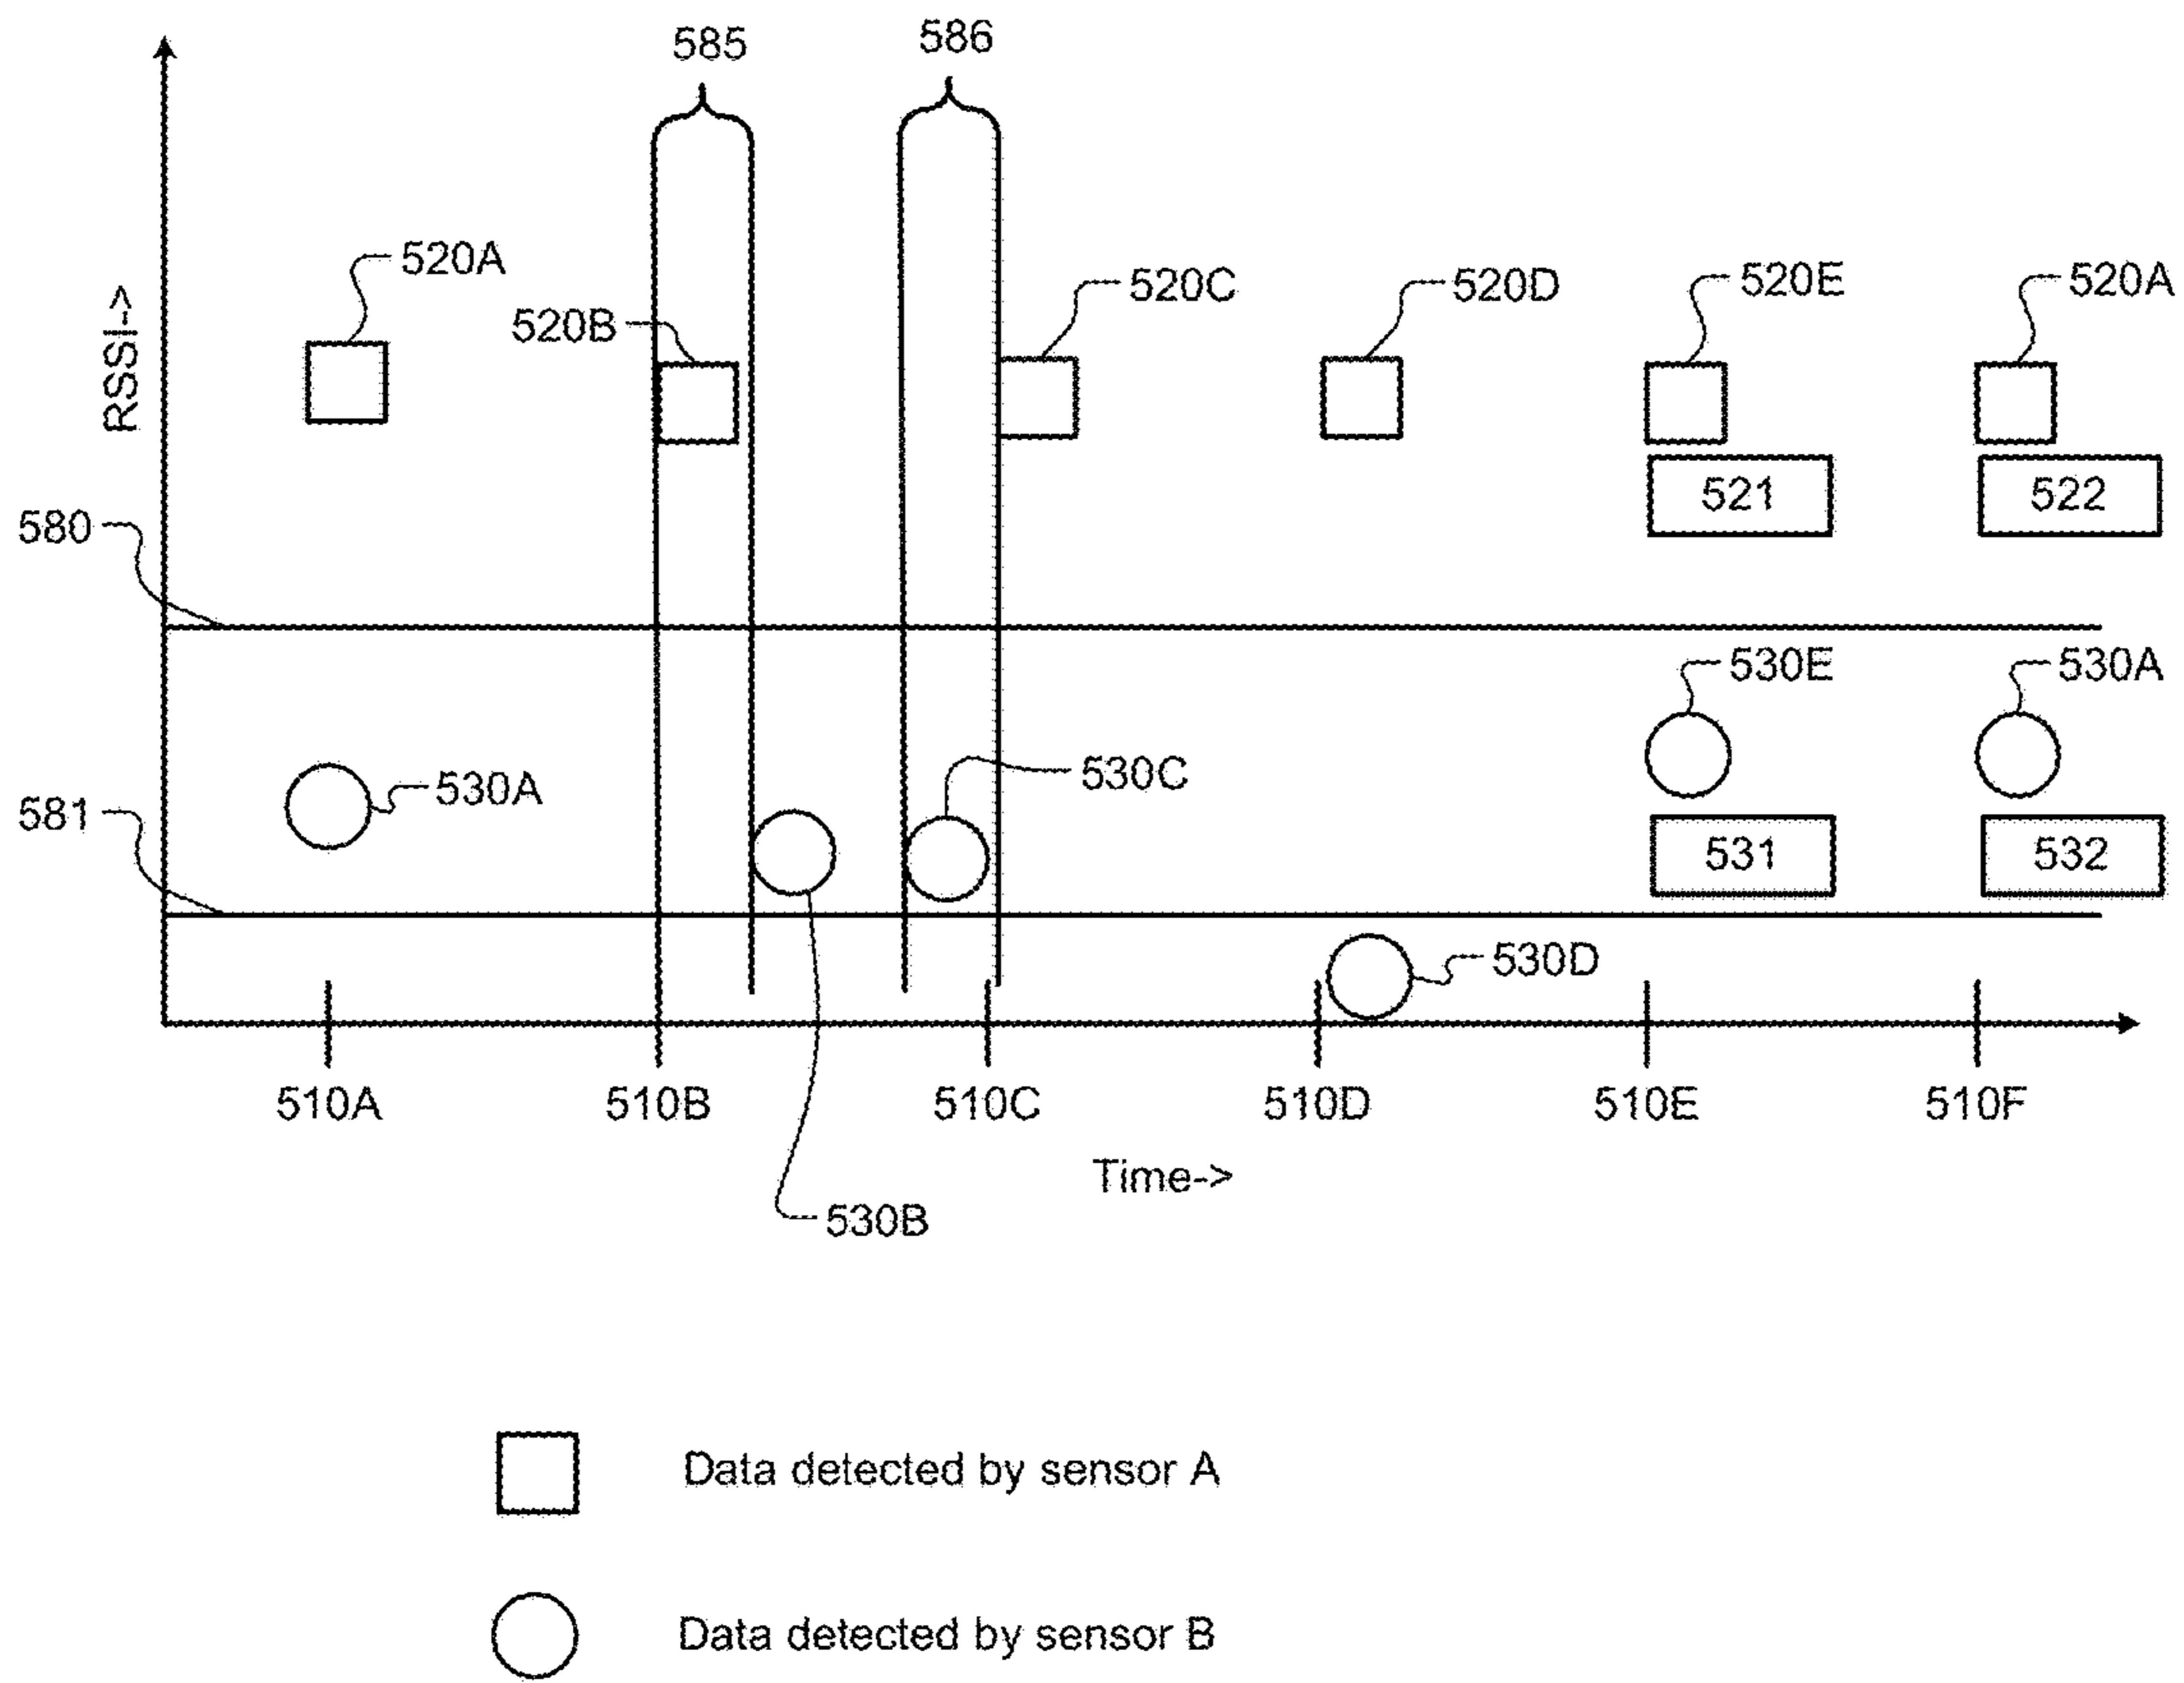 585
586
520A
520B
520C
520D
520E
520A
RSSI->
521
522
580
530E
530A
530A
530C
581
531
532
530D
510A
510B
510C
510D
510E
510F
Time->
530B
Data detected by sensor A
Data detected by sensor B